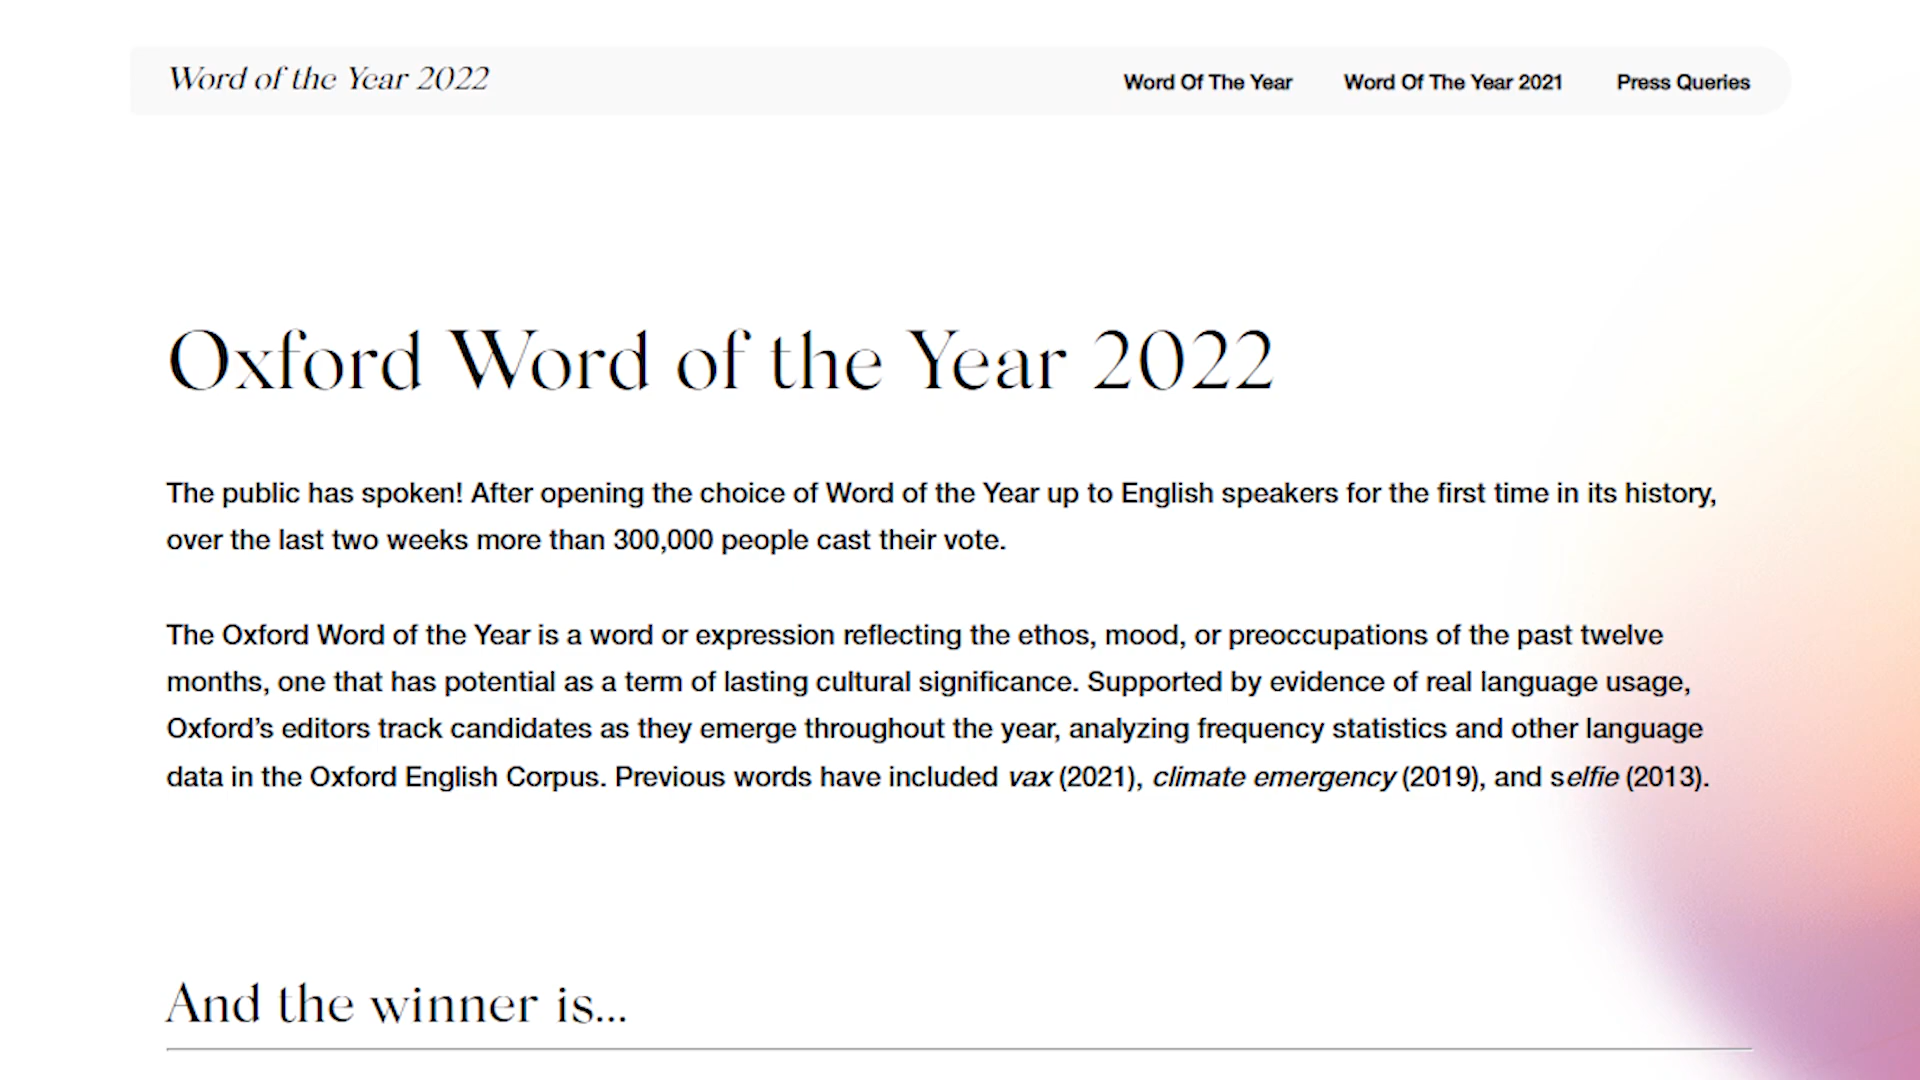 Word of the Year 2022
Word Of The Year
Word Of The Year 2021
Press Queries
Oxford Word of the Year 2022
The public has spoken! After opening the choice of Word of the Year up to English speakers for the first time in its history,
over the last two weeks more than 300,000 people cast their vote.
The Oxford Word of the Year is a word or expression reflecting the ethos, mood, or preoccupations of the past twelve
months, one that has potential as a term of lasting cultural significance. Supported by evidence of real language usage,
Oxford’s editors track candidates as they emerge throughout the year, analyzing frequency statistics and other language
data in the Oxford English Corpus. Previous words have included vax (2021), climate emergency (2019), and selfie (2013).
And the winner is...